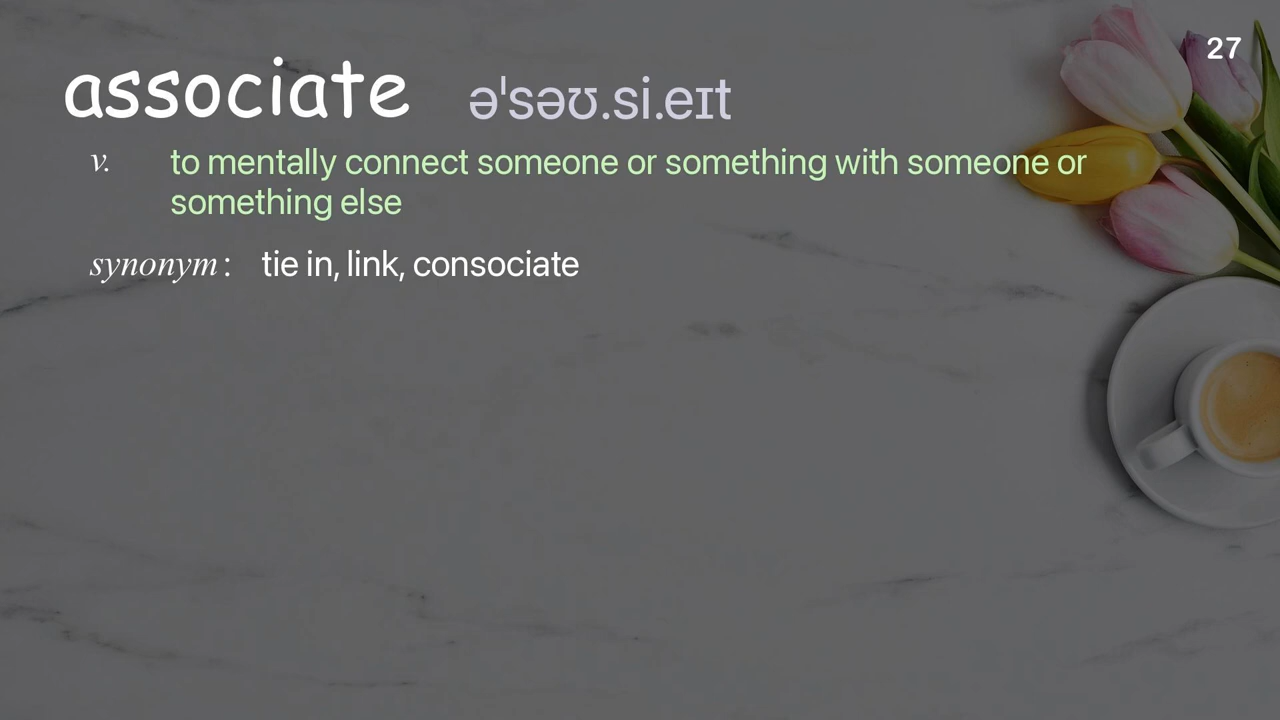 27
associate əˈsəʊ.si.eɪt
v. to mentally connect someone or something with someone or
something else
synonym : tie in, link, consociate